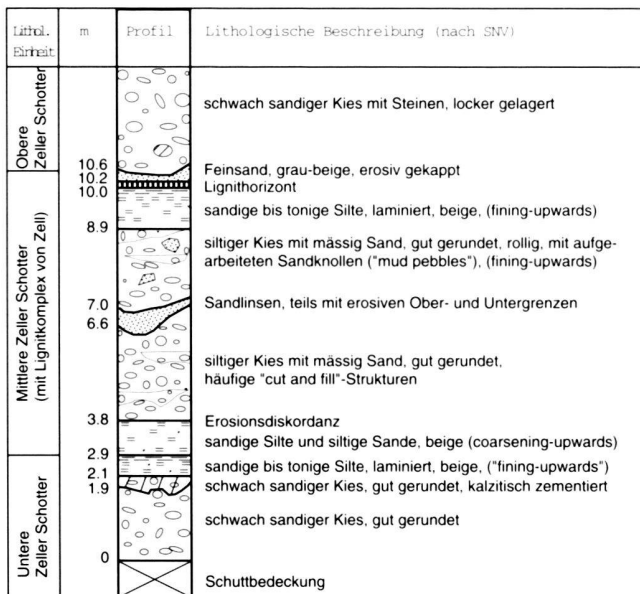 Lithol. Einheit
m
Profil
Lithologische Beschreibung (nach SNV)
Obere
Zeller Schotter
schwach sandiger Kies mit Steinen, locker gelagert
Mittlere Zeller Schotter
(mit Lignitkomplex von Zell)
10.6
Feinsand, grau-beige, erosiv gekappt
10.2
Lignithorizont
10.0
sandige bis tonige Silte, laminiert, beige, (fining-upwards)
8.9
siltiger Kies mit mässig Sand, gut gerundet, rollig, mit aufge-
arbeiteten Sandknollen ("mud pebbles"), (fining-upwards)
7.0
Sandlinsen, teils mit erosiven Ober- und Untergrenzen
6.6
siltiger Kies mit mässig Sand, gut gerundet,
häufige "cut and fill"-Strukturen
3.8
Erosionsdiskordanz
sandige Silte und siltige Sande, beige (coarsening-upwards)
2.9
Untere
Zeller Schotter
sandige bis tonige Silte, laminiert, beige, ("fining-upwards")
2.1
schwach sandiger Kies, gut gerundet, kalzitisch zementiert
1.9
schwach sandiger Kies, gut gerundet
0
Schuttbedeckung